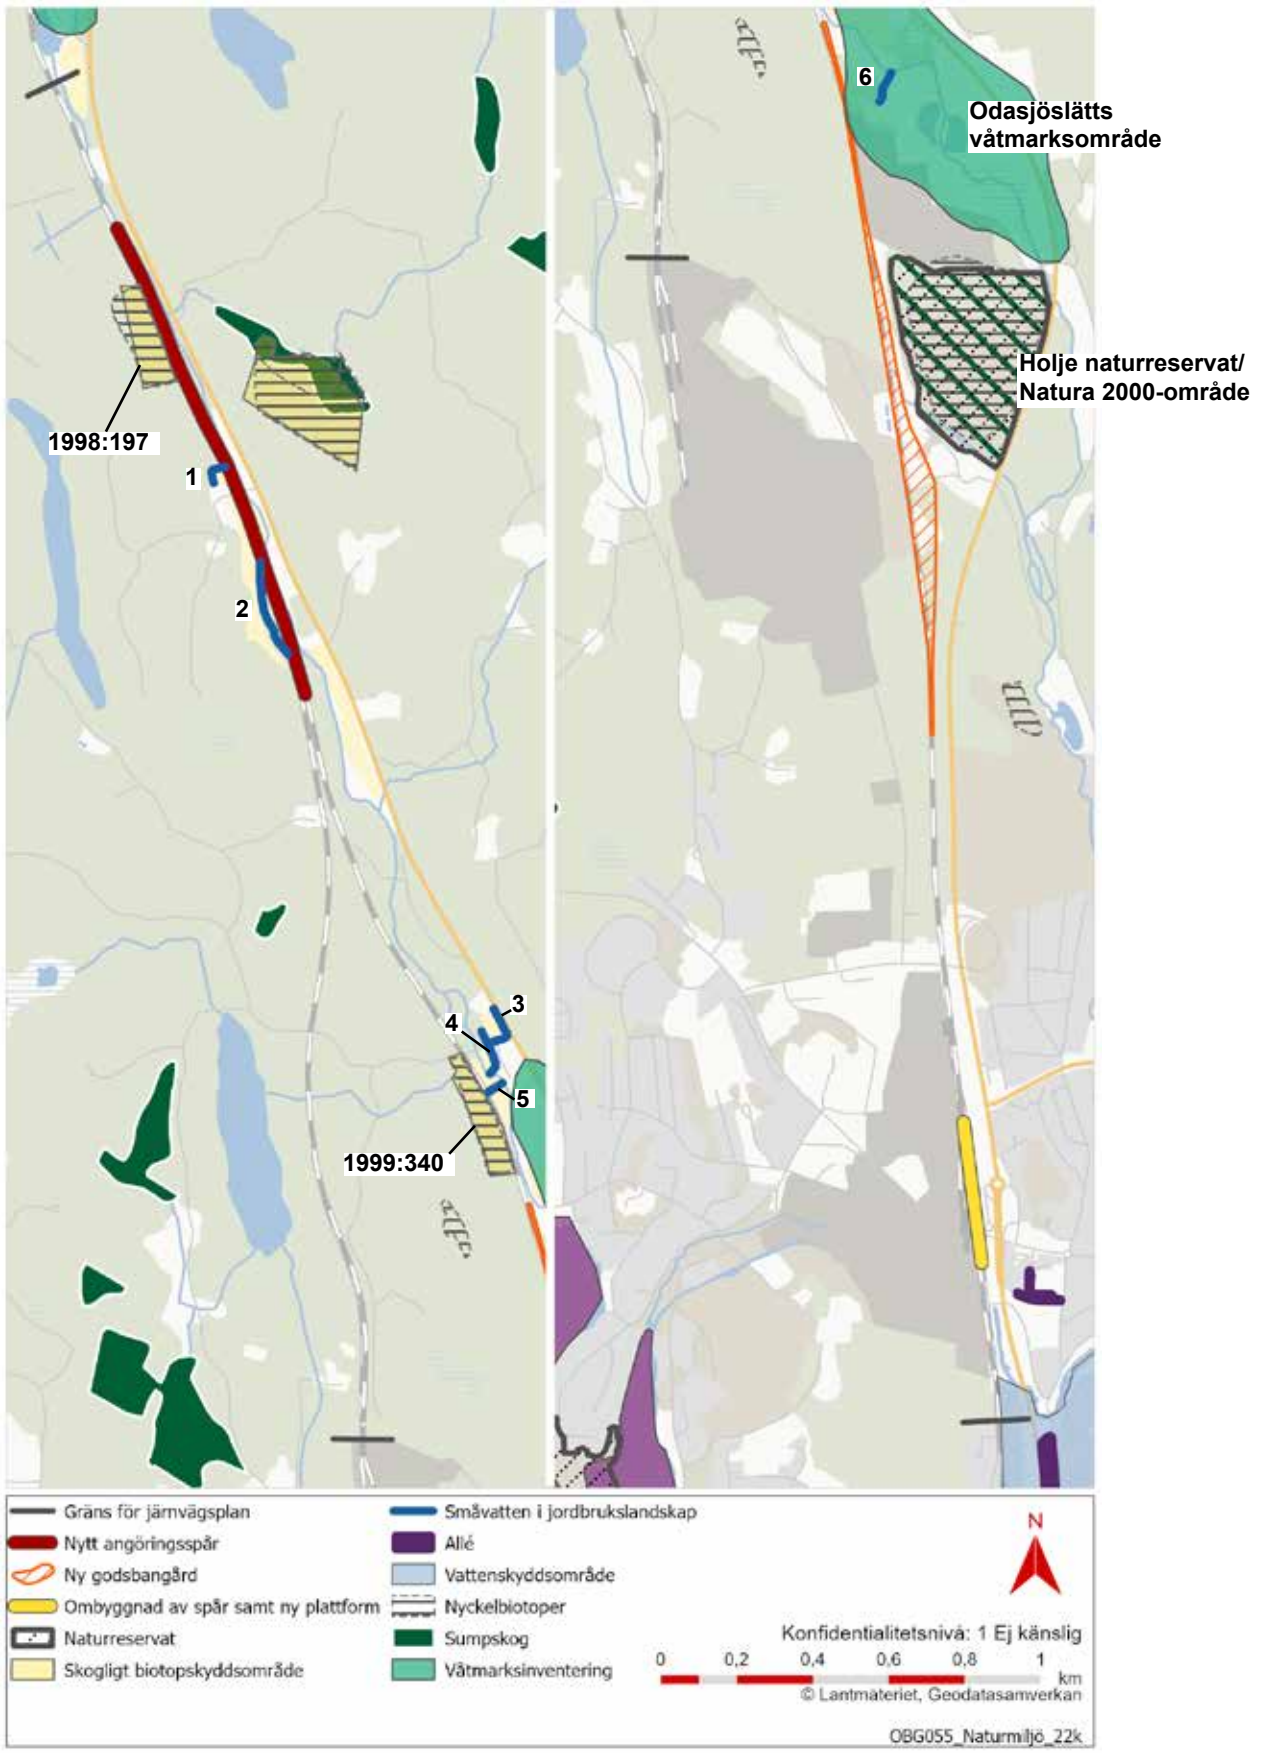 6
Odasjöslätts
våtmarksområde
Holje naturreservat/
Natura 2000-område
1998:197
1
2
3
4
5
1999:340
Gräns för järnvägsplan
Nytt angöringsspår
Ny godsbangård
Ombyggnad av spår samt ny plattform
Naturreservat
Skogligt biotopskyddsområde
Småvatten i jordbrukslandskap
Allé
Vattenskyddsområde
Nyckelbiotoper
Sumpskog
Våtmarksinventering
N
Konfidentialitetsnivå: 1 Ej känslig
0 0,2 0,4 0,6 0,8 1
km
© Lantmäteriet, Geodatasamverkan
OBG055_Naturmiljö_22k